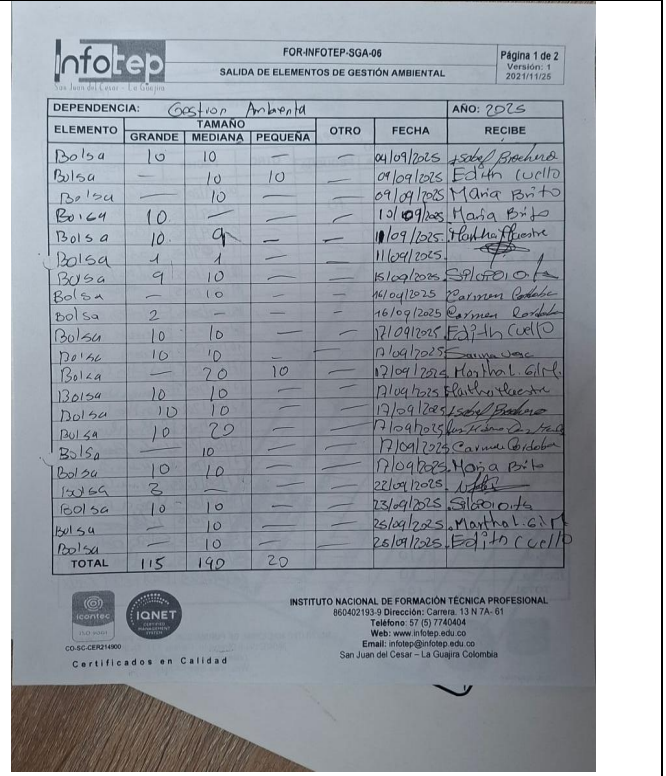 infotep
San Juan del Cesar - La Guajira
FOR-INFOTEP-SGA-06
SALIDA DE ELEMENTOS DE GESTIÓN AMBIENTAL
Página 1 de 2
Versión: 1
2021/11/25
DEPENDENCIA: Gestion Ambienta AÑO: 2025
ELEMENTO TAMAÑO OTRO FECHA RECIBE
GRANDE MEDIANA PEQUEÑA
Bolsa 10 10 — — 04/09/2025 Isabel Brochero
Bolsa — 10 10 — 09/09/2025 Edith Cuello
Bolsa — 10 — — 09/09/2025 Maria Brito
Bolsa 10 — — — 10/09/2025 Maria Brito
Bolsa 10 9 — — 11/09/2025 Martha Maestre
Bolsa 1 1 — — 11/09/2025
Bolsa 9 10 — — 15/09/2025
Bolsa — 10 — — 16/09/2025 Carmen Cordoba
Bolsa 2 — — — 16/09/2025 Carmen Cordoba
Bolsa 10 10 — — 17/09/2025 Edith Cuello
Bolsa 10 10 — — 17/09/2025
Bolsa — 20 10 — 17/09/2025 Martha L. Gil M.
Bolsa 10 10 — — 17/09/2025 Martha Maestre
Bolsa 10 10 — — 17/09/2025 Isabel Brochero
Bolsa 10 20 — — 17/09/2025
Bolsa — 10 — — 17/09/2025 Carmen Cordoba
Bolsa 10 10 — — 17/09/2025. Maria Brito
Bolsa 3 — — — 22/09/2025.
Bolsa 10 10 — — 23/09/2025
Bolsa — 10 — — 25/09/2025. Martha L. Gil M
Bolsa — 10 — — 25/09/2025. Edith Cuello
TOTAL 115 190 20
icontec
ISO 9001
IQNET
CERTIFIED
MANAGEMENT
SYSTEM
CO-SC-CER214900
Certificados en Calidad
INSTITUTO NACIONAL DE FORMACIÓN TÉCNICA PROFESIONAL
860402193-9 Dirección: Carrera. 13 N 7A- 61
Teléfono: 57 (5) 7740404
Web: www.infotep.edu.co
Email: infotep@infotep.edu.co
San Juan del Cesar – La Guajira Colombia